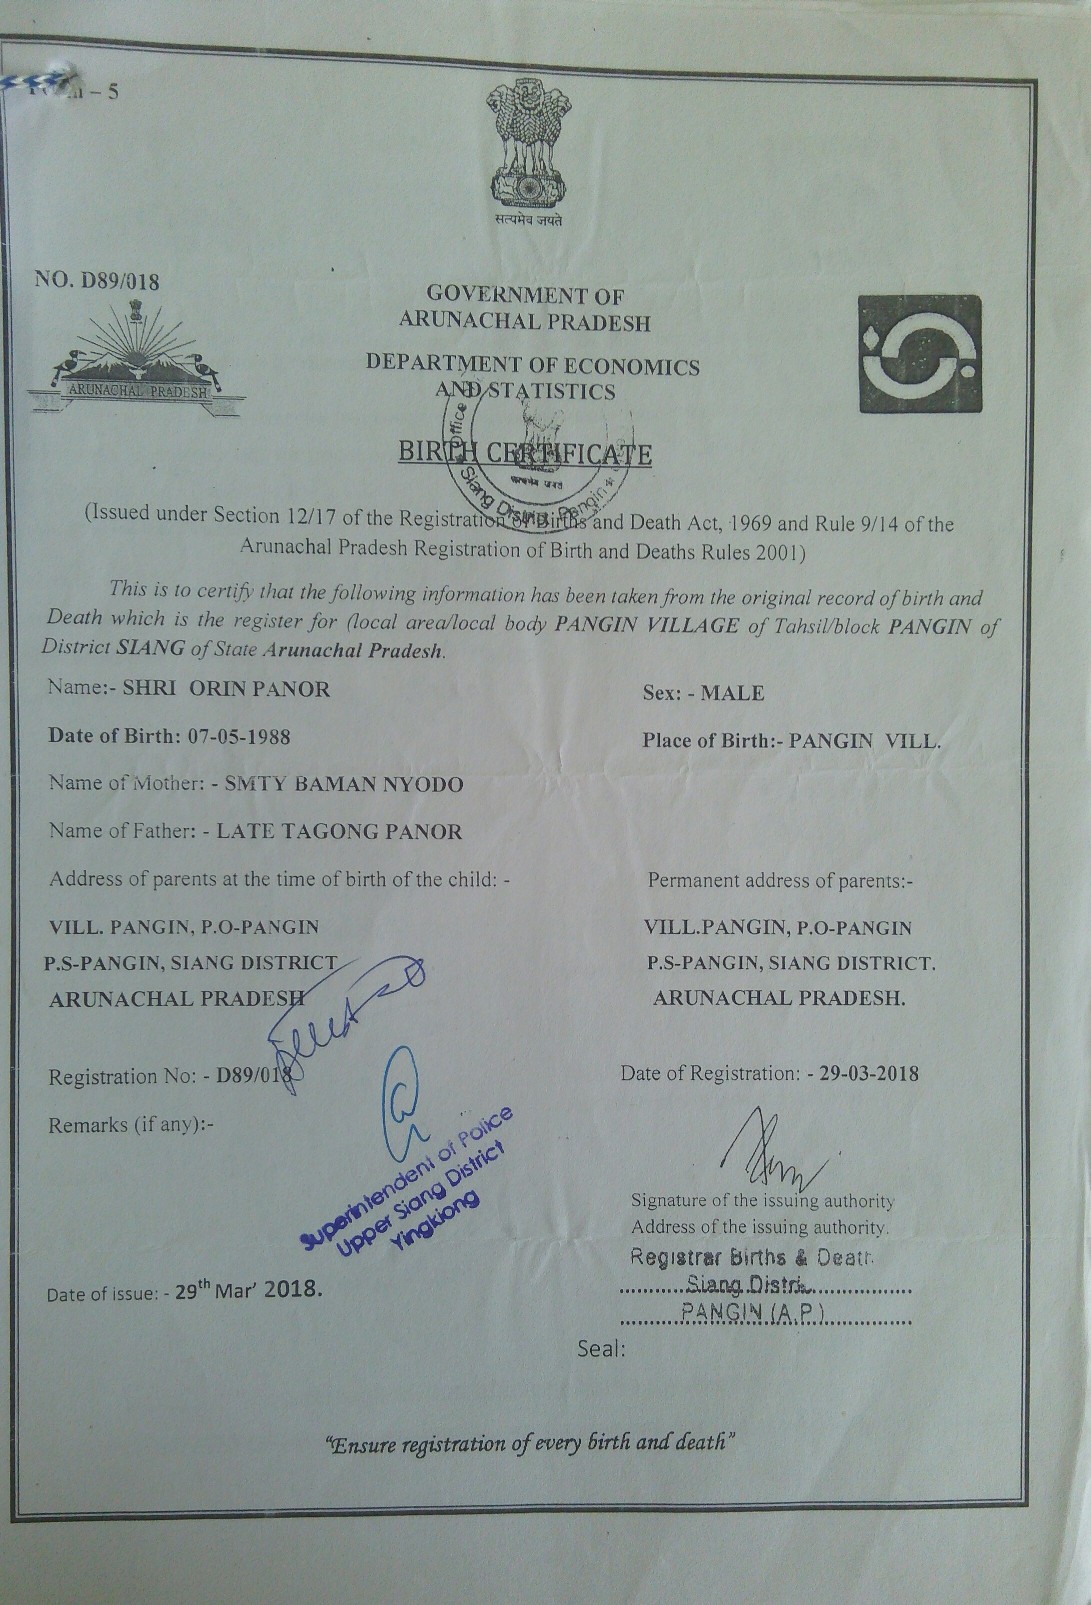 – 5
सत्यमेव जयते
NO. D89/018
ARUNACHAL PRADESH
GOVERNMENT OF
ARUNACHAL PRADESH
DEPARTMENT OF ECONOMICS
AND STATISTICS
BIRTH CERTIFICATE
Office
Siang District, Pangin
(Issued under Section 12/17 of the Registration of Births and Death Act, 1969 and Rule 9/14 of the
Arunachal Pradesh Registration of Birth and Deaths Rules 2001)
This is to certify that the following information has been taken from the original record of birth and
Death which is the register for (local area/local body PANGIN VILLAGE of Tahsil/block PANGIN of
District SIANG of State Arunachal Pradesh.
Name:- SHRI ORIN PANOR
Sex: - MALE
Date of Birth: 07-05-1988
Place of Birth:- PANGIN VILL.
Name of Mother: - SMTY BAMAN NYODO
Name of Father: - LATE TAGONG PANOR
Address of parents at the time of birth of the child: -
Permanent address of parents:-
VILL. PANGIN, P.O-PANGIN
VILL.PANGIN, P.O-PANGIN
P.S-PANGIN, SIANG DISTRICT
P.S-PANGIN, SIANG DISTRICT.
ARUNACHAL PRADESH
ARUNACHAL PRADESH.
Registration No: - D89/018
Date of Registration: - 29-03-2018
Remarks (if any):-
Superintendent of Police
Upper Siang District
Yingkiong
Signature of the issuing authority
Address of the issuing authority.
Registrar Births &
Siang
PANGIN (A.P.)
Date of issue: - 29th Mar' 2018.
Seal:
"Ensure registration of every birth and death"